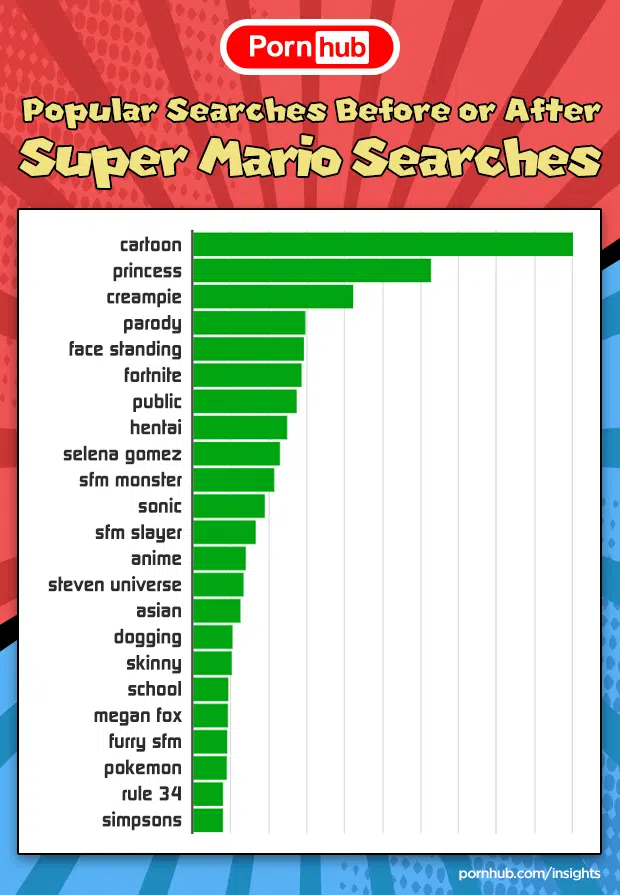 Pornhub
Popular Searches Before or After
Super Mario Searches
cartoon
princess
creampie
parody
face standing
fortnite
public
hentai
selena gomez
sfm monster
sonic
sfm slayer
anime
steven universe
asian
dogging
skinny
school
megan fox
furry sfm
pokemon
rule 34
simpsons
pornhub.com/insights